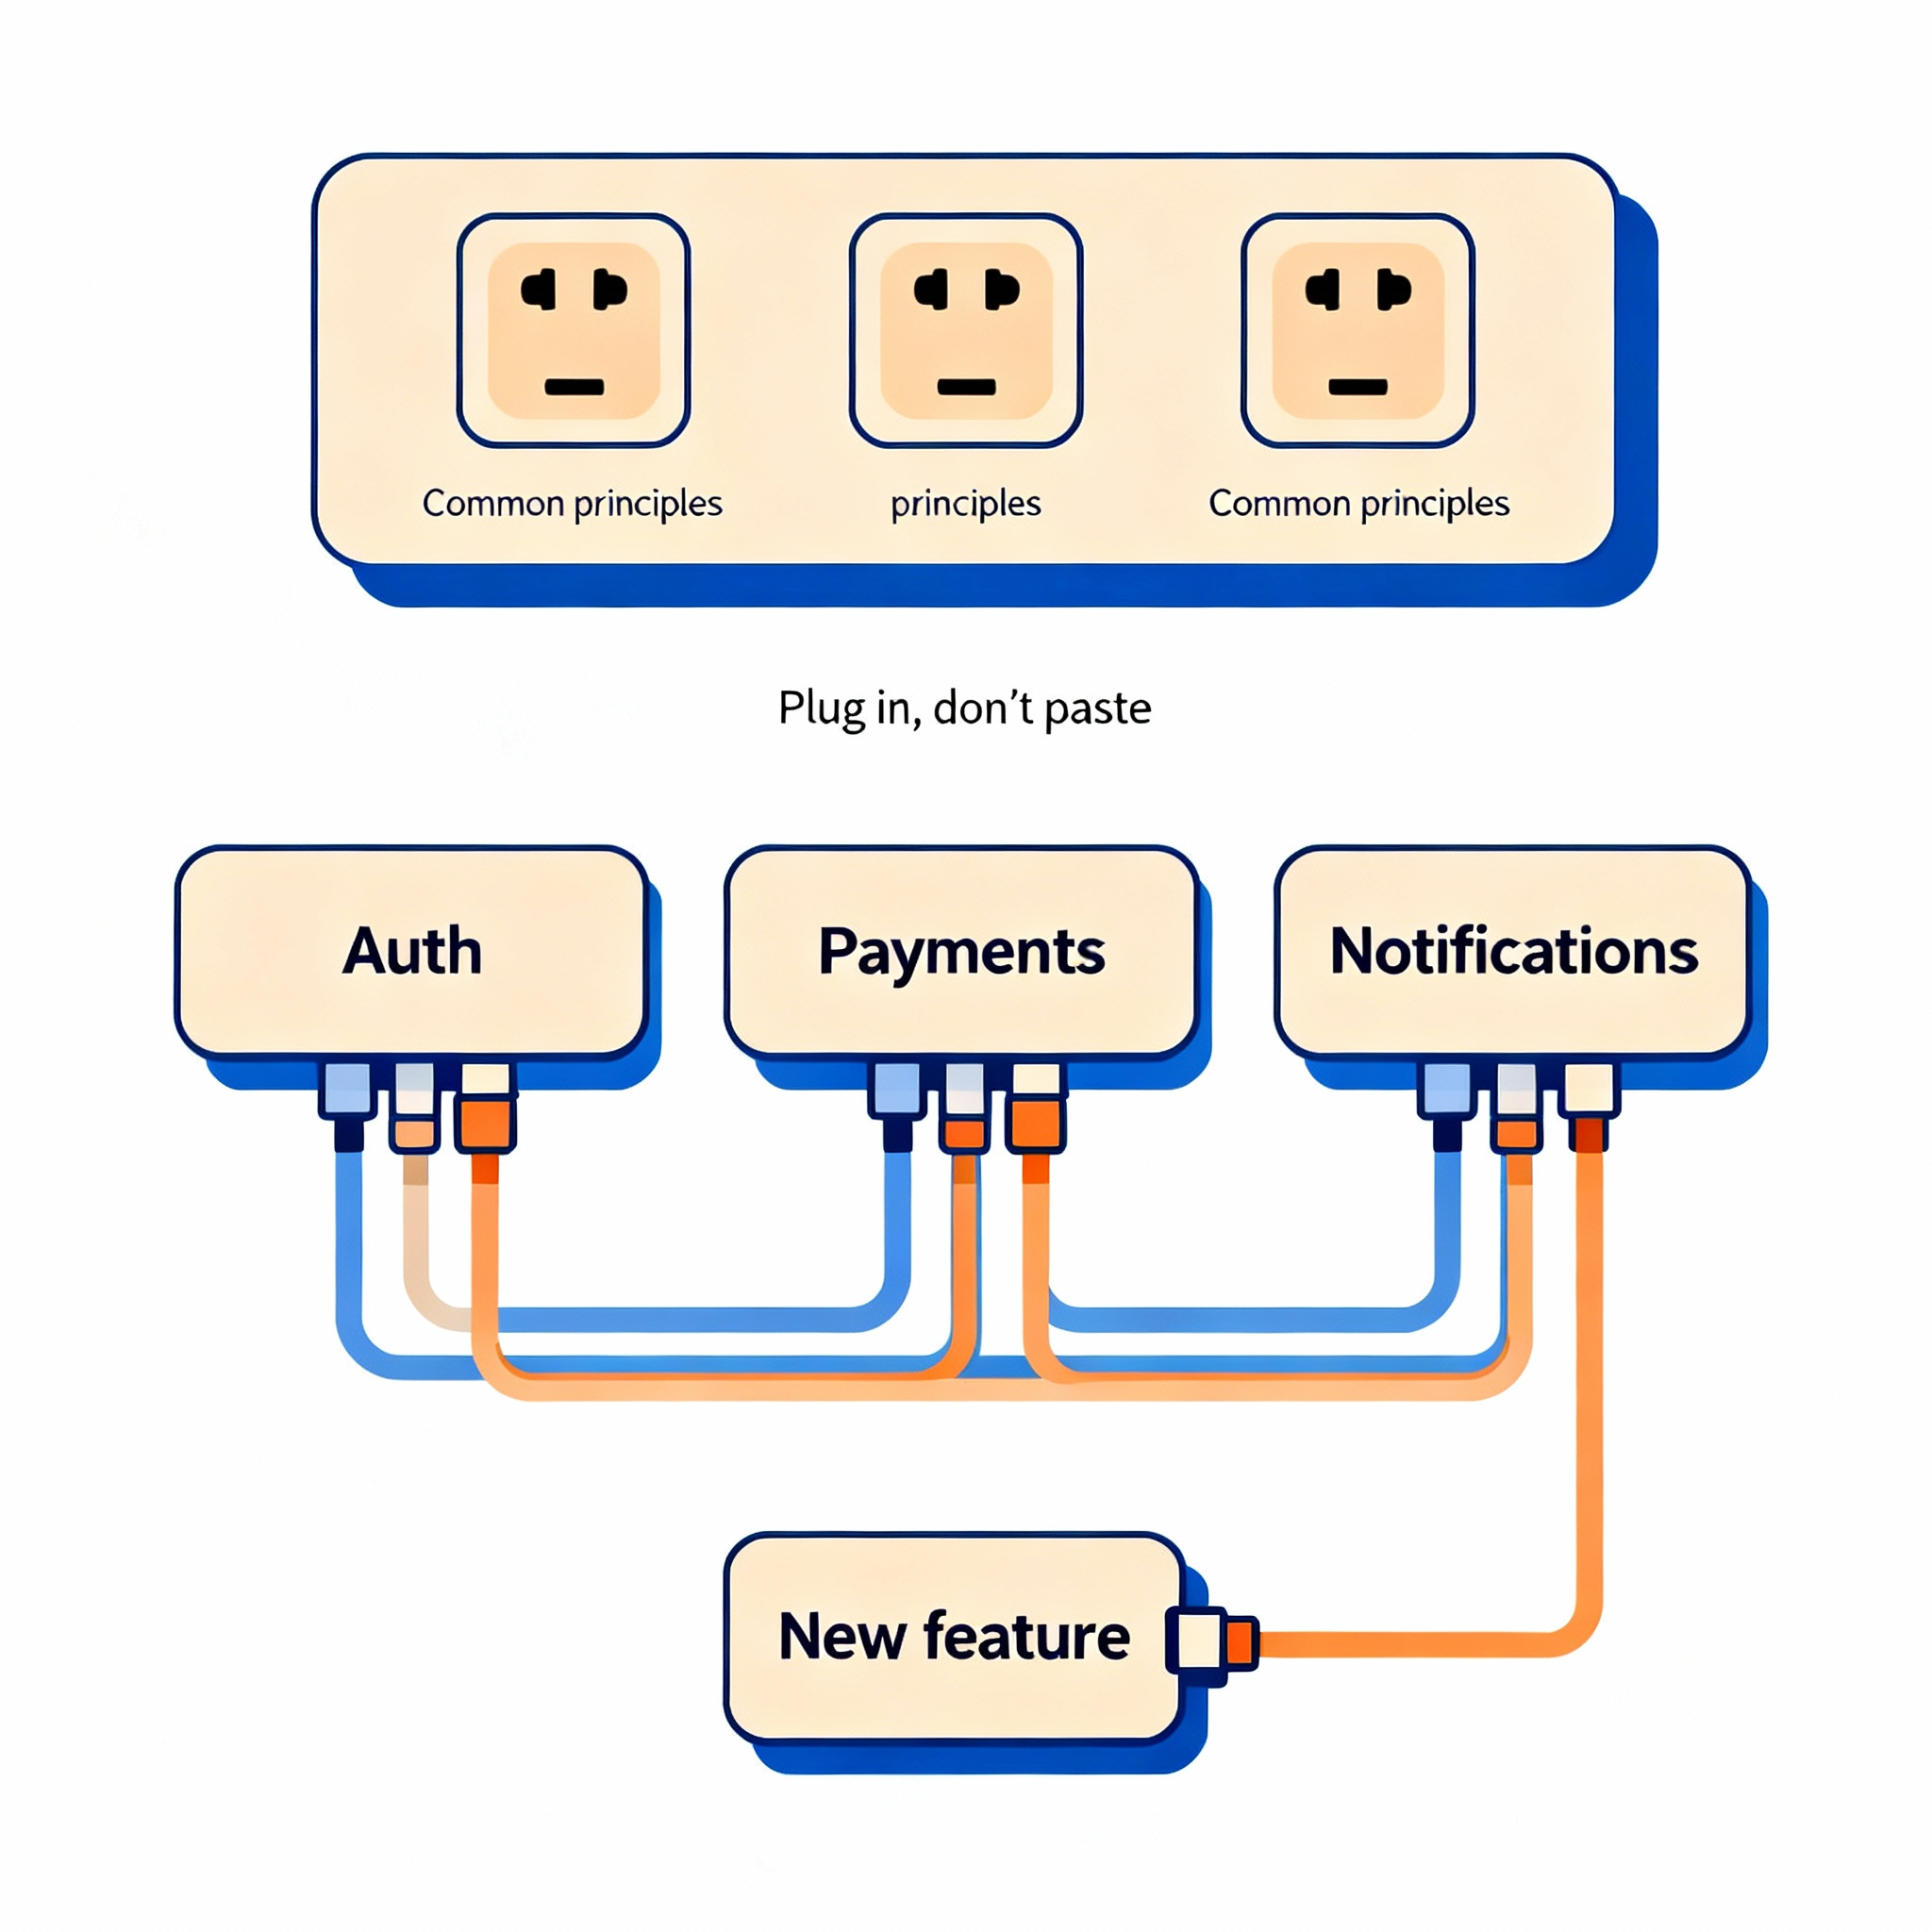 Common principles
principles
Common principles
Plug in, don't paste
Auth
Payments
Notifications
New feature